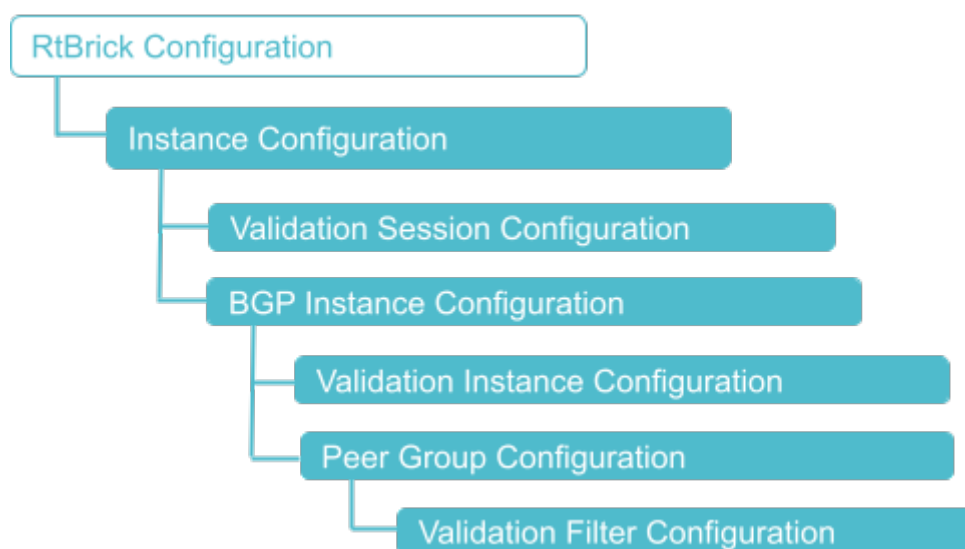 RtBrick Configuration
Instance Configuration
Validation Session Configuration
BGP Instance Configuration
Validation Instance Configuration
Peer Group Configuration
Validation Filter Configuration